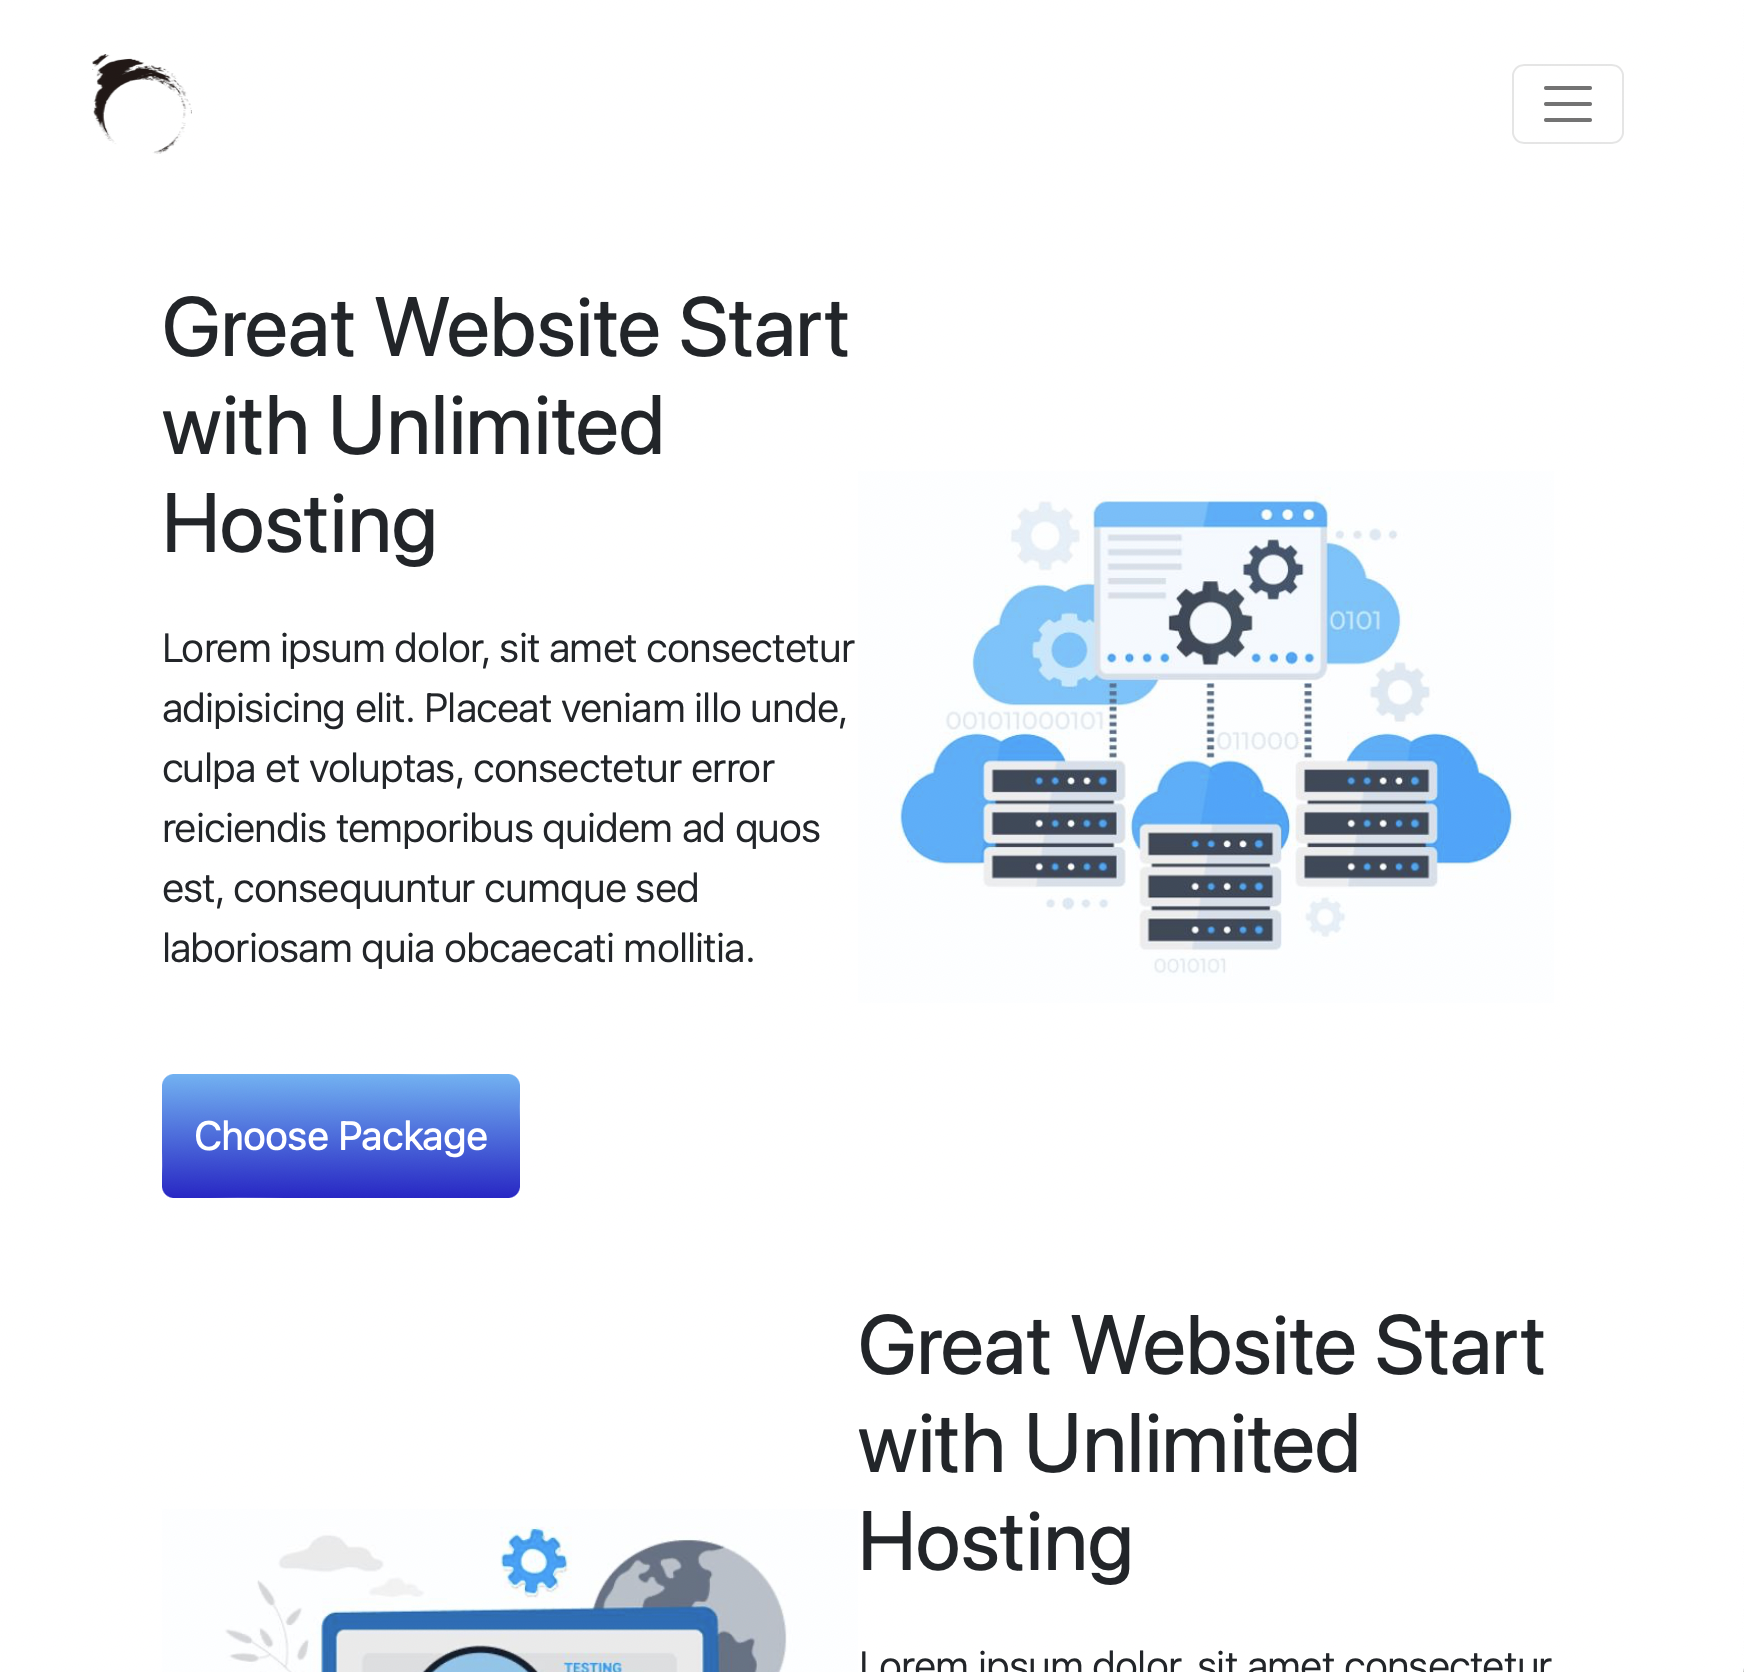 Great Website Start
with Unlimited
Hosting
Lorem ipsum dolor, sit amet consectetur
adipisicing elit. Placeat veniam illo unde,
culpa et voluptas, consectetur error
reiciendis temporibus quidem ad quos
est, consequuntur cumque sed
laboriosam quia obcaecati mollitia.
0101
001011000101
011000
0010101
Choose Package
Great Website Start
with Unlimited
Hosting
Lorem ipsum dolor, sit amet consectetur
TESTING